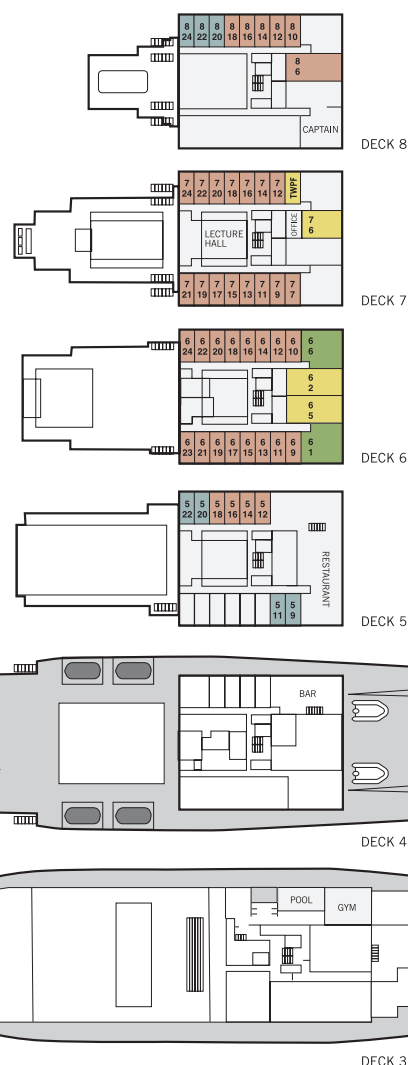 8 8 8 8 8 8 8 8
24 22 20 18 16 14 12 10
8
6
CAPTAIN
DECK 8
7 7 7 7 7 7 7 TWPF
24 22 20 18 16 14 12
LECTURE
HALL
OFFICE
7
6
7 7 7 7 7 7 7 7
21 19 17 15 13 11 9 7
DECK 7
6 6 6 6 6 6 6 6 6
24 22 20 18 16 14 12 10 6
6
2
6
5
6 6 6 6 6 6 6 6 6
23 21 19 17 15 13 11 9 1
DECK 6
5 5 5 5 5 5
22 20 18 16 14 12
RESTAURANT
5 5
11 9
DECK 5
BAR
DECK 4
POOL
GYM
DECK 3